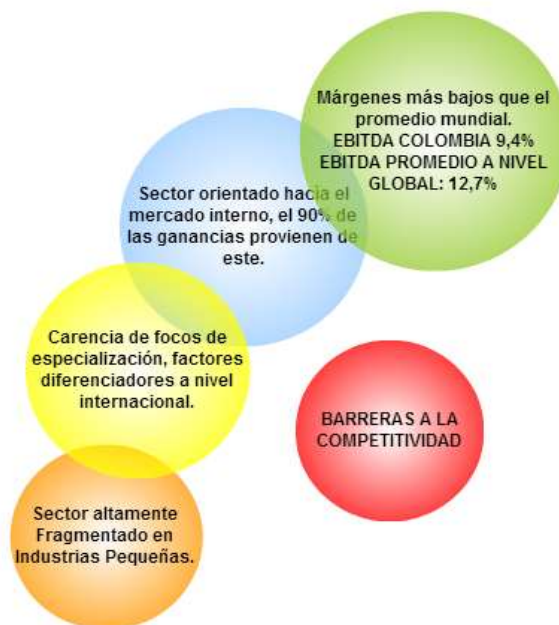 Márgenes más bajos que el
promedio mundial.
EBITDA COLOMBIA 9,4%
EBITDA PROMEDIO A NIVEL
GLOBAL: 12,7%
Sector orientado hacia el
mercado interno, el 90% de
las ganancias provienen de
este.
Carencia de focos de
especialización, factores
diferenciadores a nivel
internacional.
BARRERAS A LA
COMPETITIVIDAD
Sector altamente
Fragmentado en
Industrias Pequeñas.